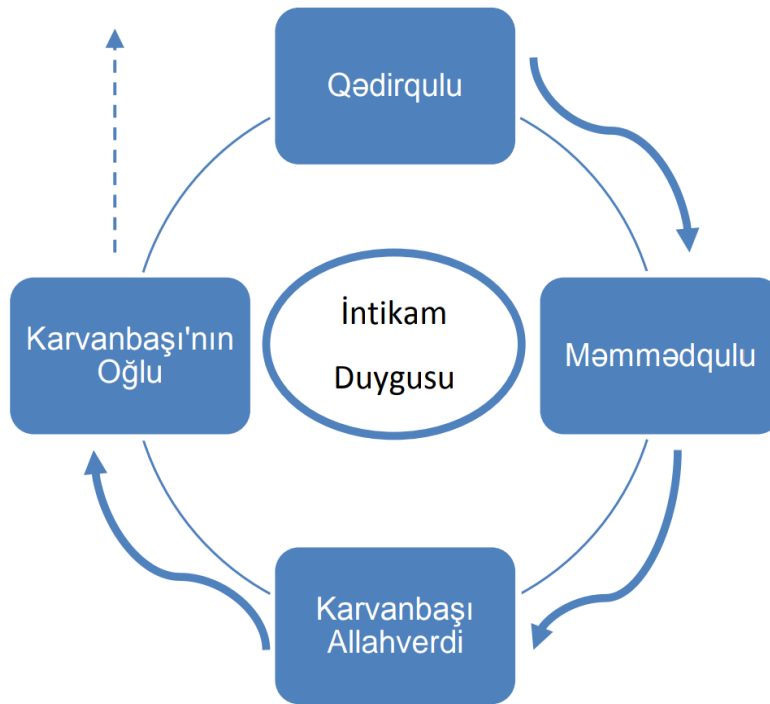 Qədirqulu
Karvanbaşı'nın
Oğlu
İntikam
Duygusu
Məmmədqulu
Karvanbaşı
Allahverdi